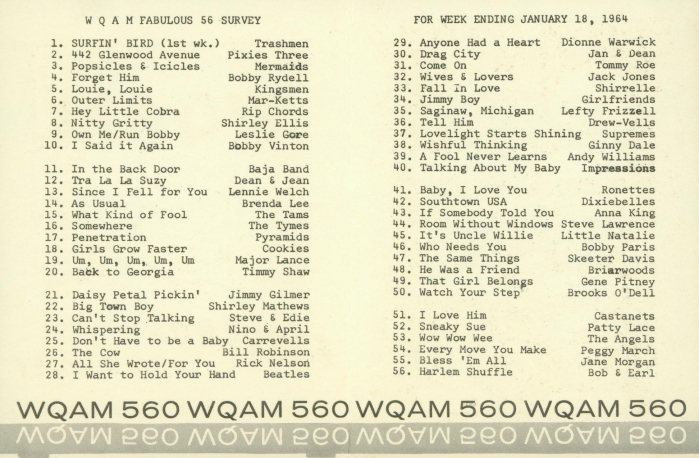 W Q A M FABULOUS 56 SURVEY
1. SURFIN' BIRD (1st wk.) Trashmen
2. 442 Glenwood Avenue Pixies Three
3. Popsicles & Icicles Mermaids
4. Forget Him Bobby Rydell
5. Louie, Louie Kingsmen
6. Outer Limits Mar-Ketts
7. Hey Little Cobra Rip Chords
8. Nitty Gritty Shirley Ellis
9. Own Me/Run Bobby Leslie Gore
10. I Said it Again Bobby Vinton
11. In the Back Door Baja Band
12. Tra La La Suzy Dean & Jean
13. Since I Fell for You Lennie Welch
14. As Usual Brenda Lee
15. What Kind of Fool The Tams
16. Somewhere The Tymes
17. Penetration Pyramids
18. Girls Grow Faster Cookies
19. Um, Um, Um, Um, Um Major Lance
20. Back to Georgia Timmy Shaw
21. Daisy Petal Pickin' Jimmy Gilmer
22. Big Town Boy Shirley Mathews
23. Can't Stop Talking Steve & Edie
24. Whispering Nino & April
25. Don't Have to be a Baby Carrevells
26. The Cow Bill Robinson
27. All She Wrote/For You Rick Nelson
28. I Want to Hold Your Hand Beatles
FOR WEEK ENDING JANUARY 18, 1964
29. Anyone Had a Heart Dionne Warwick
30. Drag City Jan & Dean
31. Come On Tommy Roe
32. Wives & Lovers Jack Jones
33. Fall In Love Shirrelle
34. Jimmy Boy Girlfriends
35. Saginaw, Michigan Lefty Frizzell
36. Tell Him Drew-Vells
37. Lovelight Starts Shining Supremes
38. Wishful Thinking Ginny Dale
39. A Fool Never Learns Andy Williams
40. Talking About My Baby Impressions
41. Baby, I Love You Ronettes
42. Southtown USA Dixiebelles
43. If Somebody Told You Anna King
44. Room Without Windows Steve Lawrence
45. It's Uncle Willie Little Natalie
46. Who Needs You Bobby Paris
47. The Same Things Skeeter Davis
48. He Was a Friend Briarwoods
49. That Girl Belongs Gene Pitney
50. Watch Your Step Brooks O'Dell
51. I Love Him Castanets
52. Sneaky Sue Patty Lace
53. Wow Wow Wee The Angels
54. Every Move You Make Peggy March
55. Bless 'Em All Jane Morgan
56. Harlem Shuffle Bob & Earl
WQAM 560 WQAM 560 WQAM 560 WQAM 560
WQAM 560 WQAM 560 WQAM 560 WQAM 560